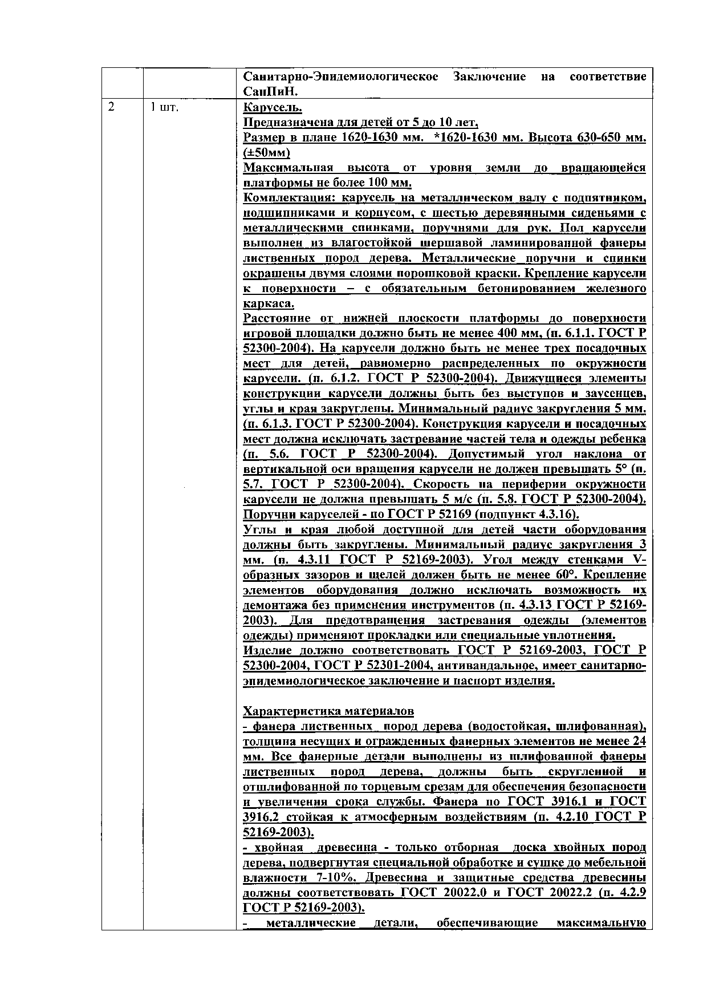 Санитарно-Эпидемиологическое Заключение на соответствие
СанПиН.
2 1 шт. Карусель.
Предназначена для детей от 5 до 10 лет,
Размер в плане 1620-1630 мм. *1620-1630 мм. Высота 630-650 мм.
(±50мм)
Максимальная высота от уровня земли до вращающейся
платформы не более 100 мм.
Комплектация: карусель на металлическом валу с подпятником,
подшипниками и корпусом, с шестью деревянными сиденьями с
металлическими спинками, поручнями для рук. Пол карусели
выполнен из влагостойкой шершавой ламинированной фанеры
лиственных пород дерева. Металлические поручни и спинки
окрашены двумя слоями порошковой краски. Крепление карусели
к поверхности – с обязательным бетонированием железного
каркаса.
Расстояние от нижней плоскости платформы до поверхности
игровой площадки должно быть не менее 400 мм, (п. 6.1.1. ГОСТ Р
52300-2004). На карусели должно быть не менее трех посадочных
мест для детей, равномерно распределенных по окружности
карусели. (п. 6.1.2. ГОСТ Р 52300-2004). Движущиеся элементы
конструкции карусели должны быть без выступов и заусенцев,
углы и края закруглены. Минимальный радиус закругления 5 мм.
(п. 6.1.3. ГОСТ Р 52300-2004). Конструкция карусели и посадочных
мест должна исключать застревание частей тела и одежды ребенка
(п. 5.6. ГОСТ Р 52300-2004). Допустимый угол наклона от
вертикальной оси вращения карусели не должен превышать 5° (п.
5.7. ГОСТ Р 52300-2004). Скорость на периферии окружности
карусели не должна превышать 5 м/с (п. 5.8. ГОСТ Р 52300-2004).
Поручни каруселей - по ГОСТ Р 52169 (подпункт 4.3.16).
Углы и края любой доступной для детей части оборудования
должны быть закруглены. Минимальный радиус закругления 3
мм. (п. 4.3.11 ГОСТ Р 52169-2003). Угол между стенками V-
образных зазоров и щелей должен быть не менее 60°. Крепление
элементов оборудования должно исключать возможность их
демонтажа без применения инструментов (п. 4.3.13 ГОСТ Р 52169-
2003). Для предотвращения застревания одежды (элементов
одежды) применяют прокладки или специальные уплотнения.
Изделие должно соответствовать ГОСТ Р 52169-2003, ГОСТ Р
52300-2004, ГОСТ Р 52301-2004, антивандальное, имеет санитарно-
эпидемиологическое заключение и паспорт изделия.
Характеристика материалов
- фанера лиственных пород дерева (водостойкая, шлифованная),
толщина несущих и огражденных фанерных элементов не менее 24
мм. Все фанерные детали выполнены из шлифованной фанеры
лиственных пород дерева, должны быть скругленной и
отшлифованной по торцевым срезам для обеспечения безопасности
и увеличения срока службы. Фанера по ГОСТ 3916.1 и ГОСТ
3916.2 стойкая к атмосферным воздействиям (п. 4.2.10 ГОСТ Р
52169-2003).
- хвойная древесина - только отборная доска хвойных пород
дерева, подвергнутая специальной обработке и сушке до мебельной
влажности 7-10%. Древесина и защитные средства древесины
должны соответствовать ГОСТ 20022.0 и ГОСТ 20022.2 (п. 4.2.9
ГОСТ Р 52169-2003).
- металлические детали, обеспечивающие максимальную